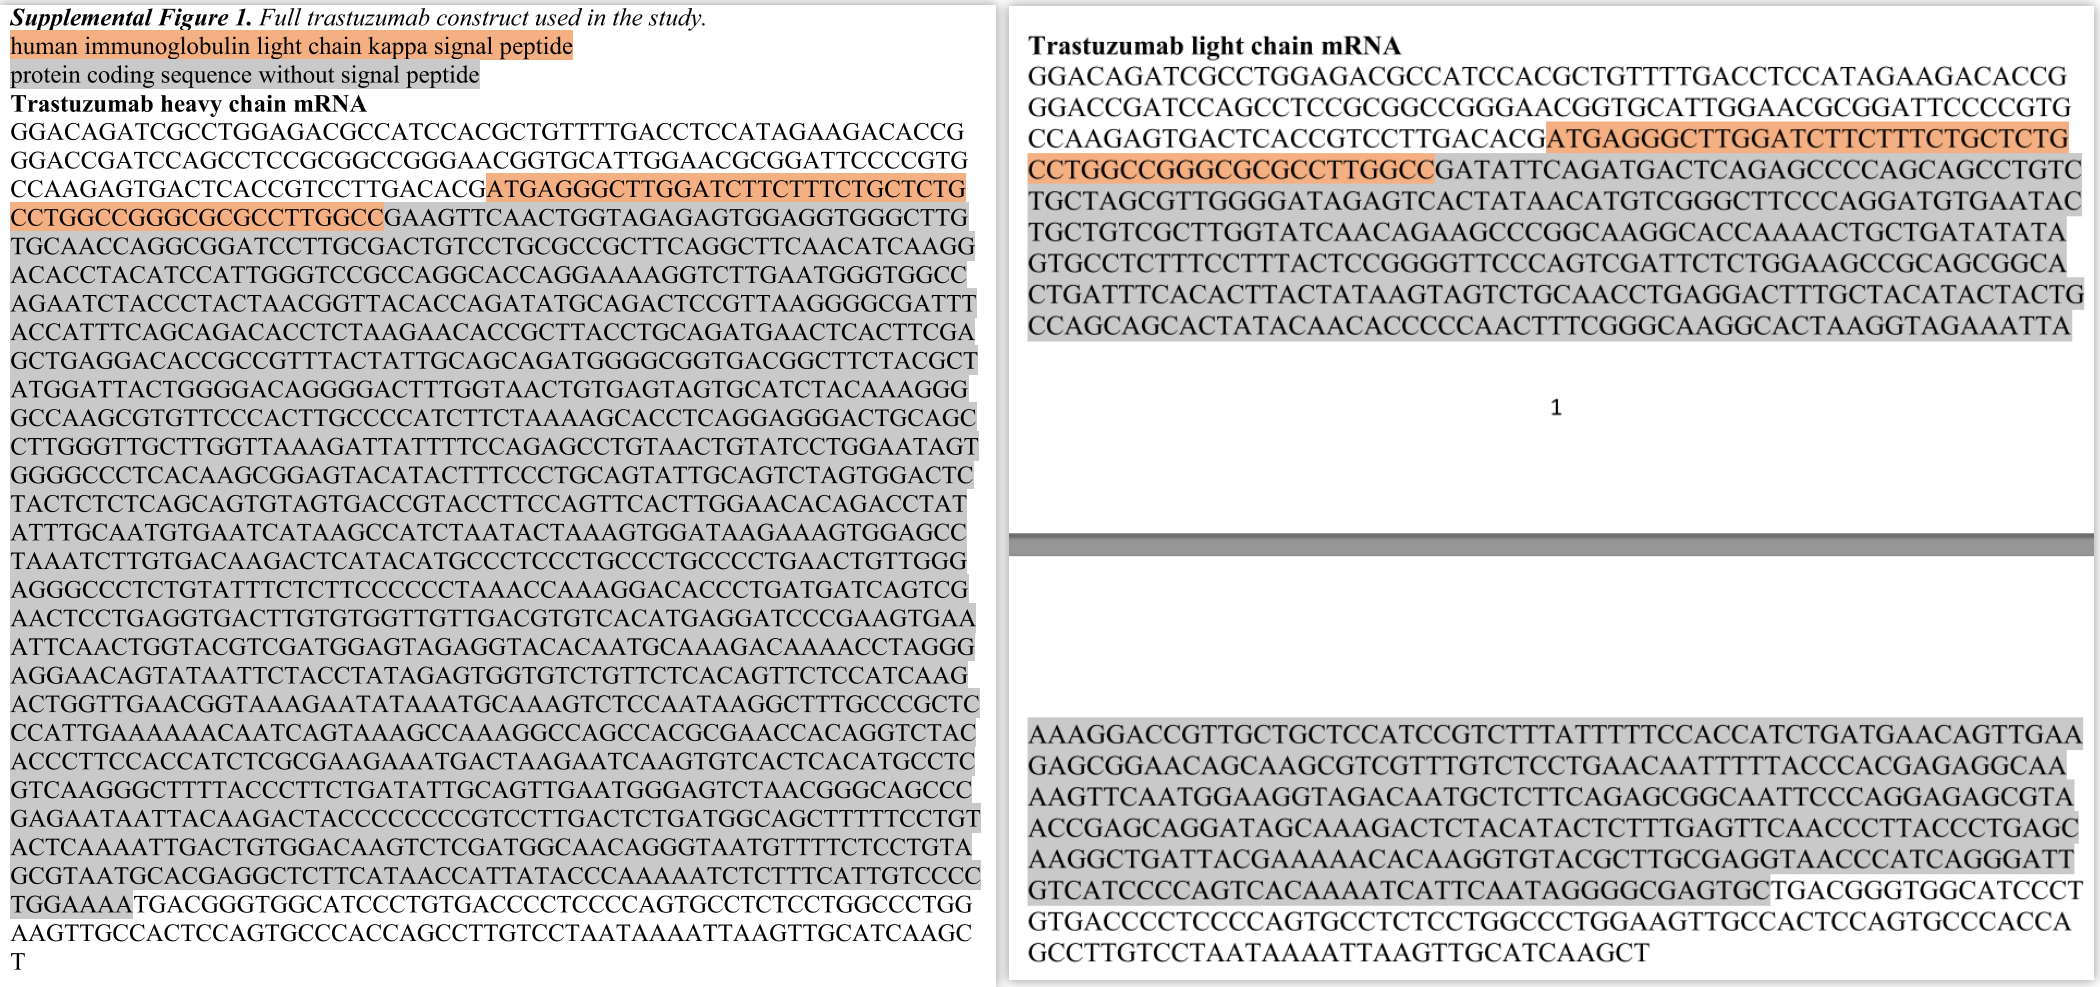 Supplemental Figure 1. Full trastuzumab construct used in the study.
human immunoglobulin light chain kappa signal peptide
protein coding sequence without signal peptide
Trastuzumab heavy chain mRNA
GGACAGATCGCCTGGAGACGCCATCCACGCTGTTTTGACCTCCATAGAAGACACCG
GGACCGATCCAGCCTCCGCGGCCGGGAACGGTGCATTGGAACGCGGATTCCCCGTG
CCAAGAGTGACTCACCGTCCTTGACACGATGAGGGCTTGGATCTTCTTTCTGCTCTG
CCTGGCCGGGCGCGCCTTGGCCGAAGTTCAACTGGTAGAGAGTGGAGGTGGGCTTG
TGCAACCAGGCGGATCCTTGCGACTGTCCTGCGCCGCTTCAGGCTTCAACATCAAGG
ACACCTACATCCATTGGGTCCGCCAGGCACCAGGAAAAGGTCTTGAATGGGTGGCC
AGAATCTACCCTACTAACGGTTACACCAGATATGCAGACTCCGTTAAGGGGCGATTT
ACCATTTCAGCAGACACCTCTAAGAACACCGCTTACCTGCAGATGAACTCACTTCGA
GCTGAGGACACCGCCGTTTACTATTGCAGCAGATGGGGCGGTGACGGCTTCTACGCT
ATGGATTACTGGGGACAGGGGACTTTGGTAACTGTGAGTAGTGCATCTACAAAGGG
GCCAAGCGTGTTCCCACTTGCCCCATCTTCTAAAAGCACCTCAGGAGGGACTGCAGC
CTTGGGTTGCTTGGTTAAAGATTATTTTCCAGAGCCTGTAACTGTATCCTGGAATAGT
GGGGCCCTCACAAGCGGAGTACATACTTTCCCTGCAGTATTGCAGTCTAGTGGACTC
TACTCTCTCAGCAGTGTAGTGACCGTACCTTCCAGTTCACTTGGAACACAGACCTAT
ATTTGCAATGTGAATCATAAGCCATCTAATACTAAAGTGGATAAGAAAGTGGAGCC
TAAATCTTGTGACAAGACTCATACATGCCCTCCCTGCCCTGCCCCTGAACTGTTGGG
AGGGCCCTCTGTATTTCTCTTCCCCCCTAAACCAAAGGACACCCTGATGATCAGTCG
AACTCCTGAGGTGACTTGTGTGGTTGTTGACGTGTCACATGAGGATCCCGAAGTGAA
ATTCAACTGGTACGTCGATGGAGTAGAGGTACACAATGCAAAGACAAAACCTAGGG
AGGAACAGTATAATTCTACCTATAGAGTGGTGTCTGTTCTCACAGTTCTCCATCAAG
ACTGGTTGAACGGTAAAGAATATAAATGCAAAGTCTCCAATAAGGCTTTGCCCGCTC
CCATTGAAAAAACAATCAGTAAAGCCAAAGGCCAGCCACGCGAACCACAGGTCTAC
ACCCTTCCACCATCTCGCGAAGAAATGACTAAGAATCAAGTGTCACTCACATGCCTC
GTCAAGGGCTTTTACCCTTCTGATATTGCAGTTGAATGGGAGTCTAACGGGCAGCCC
GAGAATAATTACAAGACTACCCCCCCCGTCCTTGACTCTGATGGCAGCTTTTTCCTGT
ACTCAAAATTGACTGTGGACAAGTCTCGATGGCAACAGGGTAATGTTTTCTCCTGTA
GCGTAATGCACGAGGCTCTTCATAACCATTATACCCAAAAATCTCTTTCATTGTCCCC
TGGAAAATGACGGGTGGCATCCCTGTGACCCCTCCCCAGTGCCTCTCCTGGCCCTGG
AAGTTGCCACTCCAGTGCCCACCAGCCTTGTCCTAATAAAATTAAGTTGCATCAAGC
T
Trastuzumab light chain mRNA
GGACAGATCGCCTGGAGACGCCATCCACGCTGTTTTGACCTCCATAGAAGACACCG
GGACCGATCCAGCCTCCGCGGCCGGGAACGGTGCATTGGAACGCGGATTCCCCGTG
CCAAGAGTGACTCACCGTCCTTGACACGATGAGGGCTTGGATCTTCTTTCTGCTCTG
CCTGGCCGGGCGCGCCTTGGCCGATATTCAGATGACTCAGAGCCCCAGCAGCCTGTC
TGCTAGCGTTGGGGATAGAGTCACTATAACATGTCGGGCTTCCCAGGATGTGAATAC
TGCTGTCGCTTGGTATCAACAGAAGCCCGGCAAGGCACCAAAACTGCTGATATATA
GTGCCTCTTTCCTTTACTCCGGGGTTCCCAGTCGATTCTCTGGAAGCCGCAGCGGCA
CTGATTTCACACTTACTATAAGTAGTCTGCAACCTGAGGACTTTGCTACATACTACTG
CCAGCAGCACTATACAACACCCCCAACTTTCGGGCAAGGCACTAAGGTAGAAATTA
1
AAAGGACCGTTGCTGCTCCATCCGTCTTTATTTTTCCACCATCTGATGAACAGTTGAA
GAGCGGAACAGCAAGCGTCGTTTGTCTCCTGAACAATTTTTACCCACGAGAGGCAA
AAGTTCAATGGAAGGTAGACAATGCTCTTCAGAGCGGCAATTCCCAGGAGAGCGTA
ACCGAGCAGGATAGCAAAGACTCTACATACTCTTTGAGTTCAACCCTTACCCTGAGC
AAGGCTGATTACGAAAAACACAAGGTGTACGCTTGCGAGGTAACCCATCAGGGATT
GTCATCCCCAGTCACAAAATCATTCAATAGGGGCGAGTGCTGACGGGTGGCATCCCT
GTGACCCCTCCCCAGTGCCTCTCCTGGCCCTGGAAGTTGCCACTCCAGTGCCCACCA
GCCTTGTCCTAATAAAATTAAGTTGCATCAAGCT